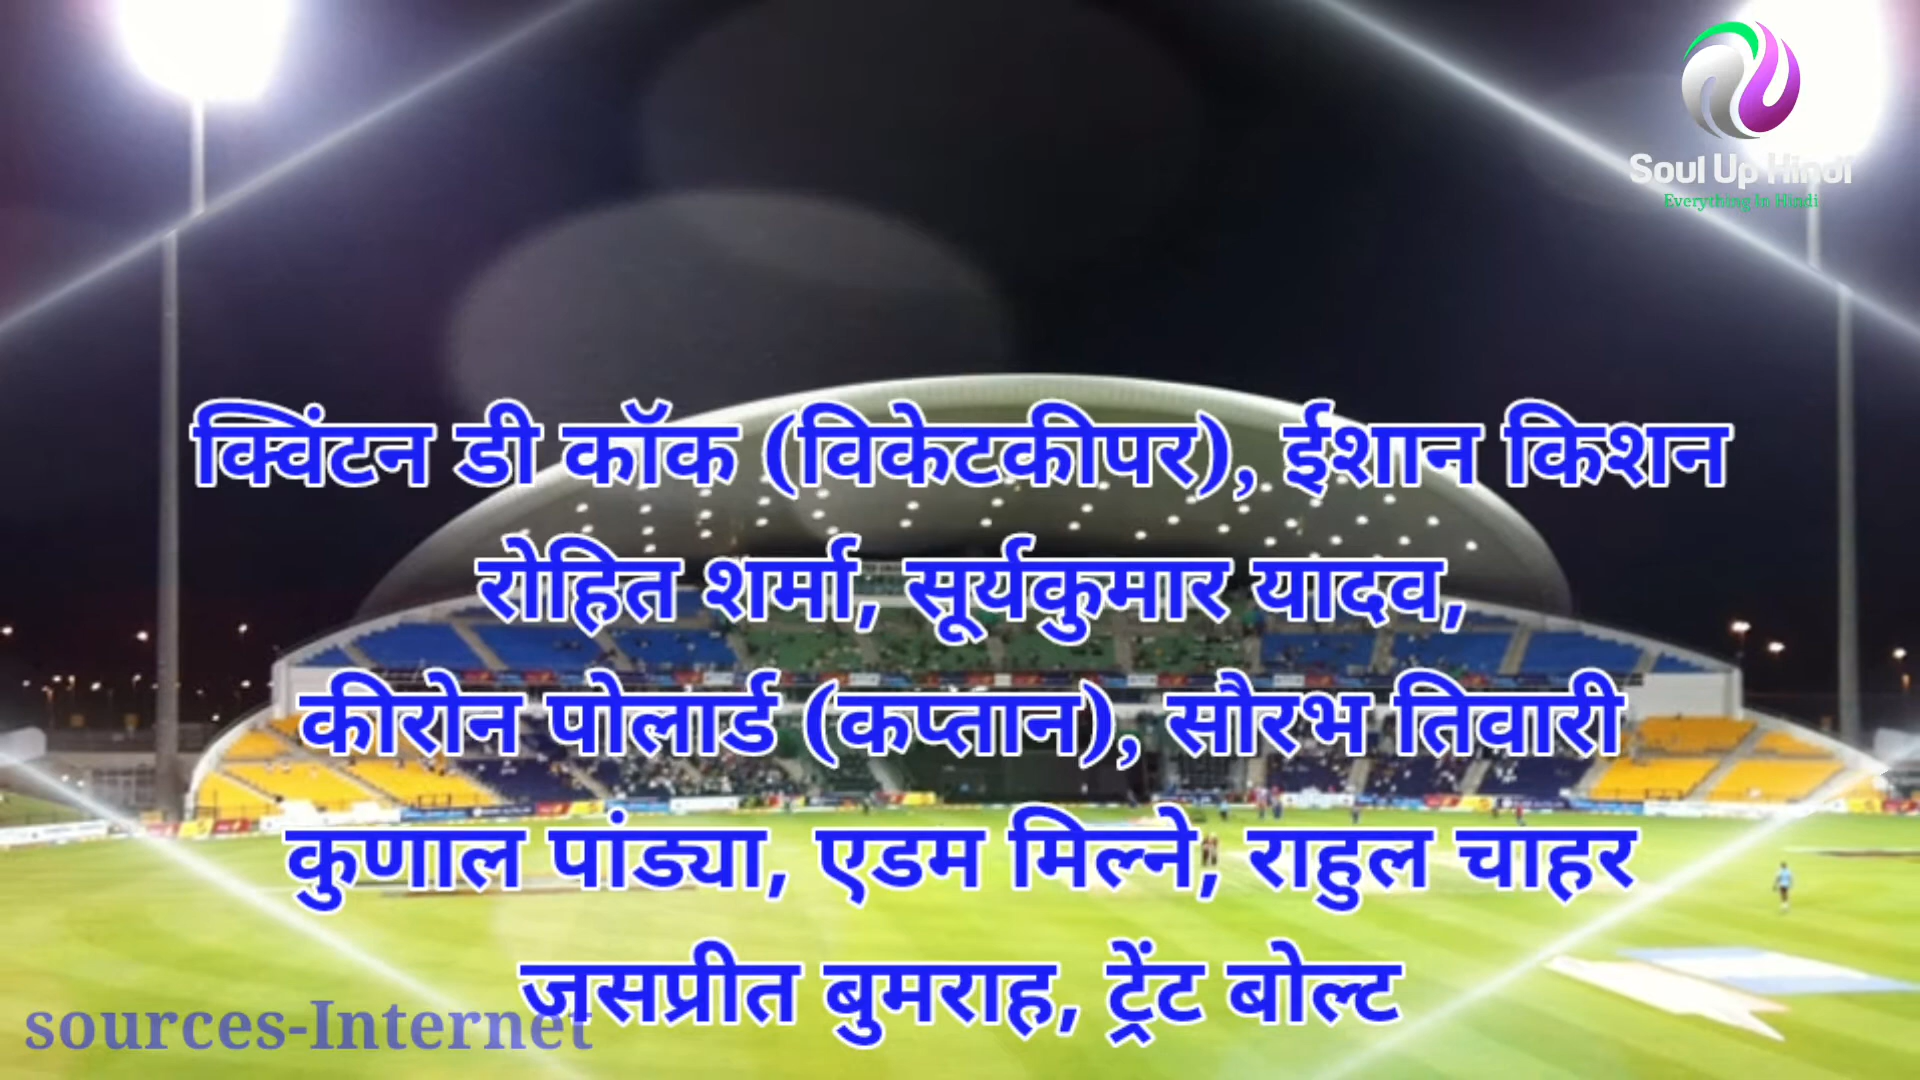 Soul Up Hindi
Everything In Hindi
क्विंटन डी कॉक (विकेटकीपर), ईशान किशन
रोहित शर्मा, सूर्यकुमार यादव,
कीरोन पोलार्ड (कप्तान), सौरभ तिवारी
कुणाल पांड्या, एडम मिल्ने, राहुल चाहर
जसप्रीत बुमराह, ट्रेंट बोल्ट
sources-Internet